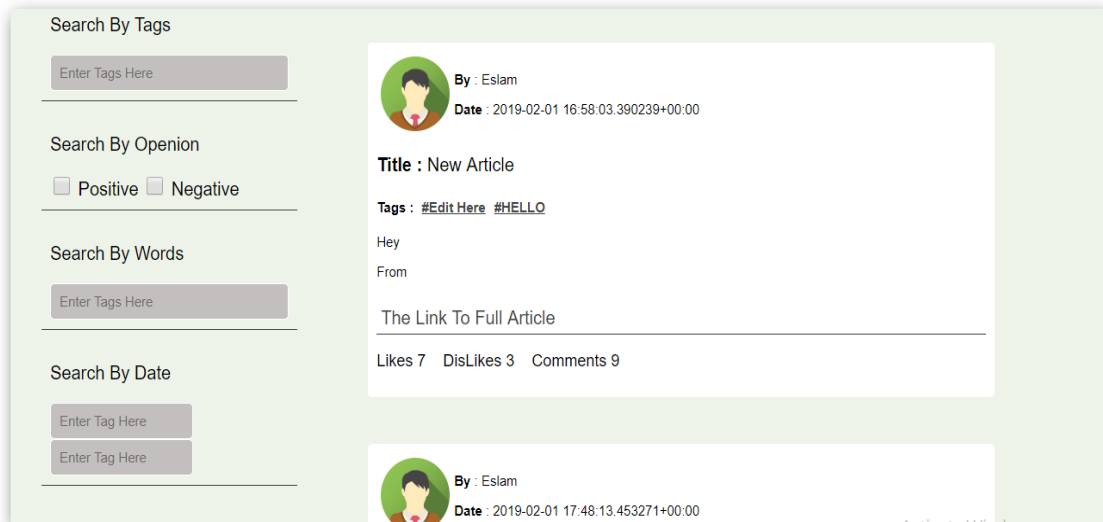 Search By Tags
Enter Tags Here
Search By Openion
Positive Negative
Search By Words
Enter Tags Here
Search By Date
Enter Tag Here
Enter Tag Here
By : Eslam
Date : 2019-02-01 16:58:03.390239+00:00
Title : New Article
Tags : #Edit Here #HELLO
Hey
From
The Link To Full Article
Likes 7 DisLikes 3 Comments 9
By : Eslam
Date : 2019-02-01 17:48:13.453271+00:00